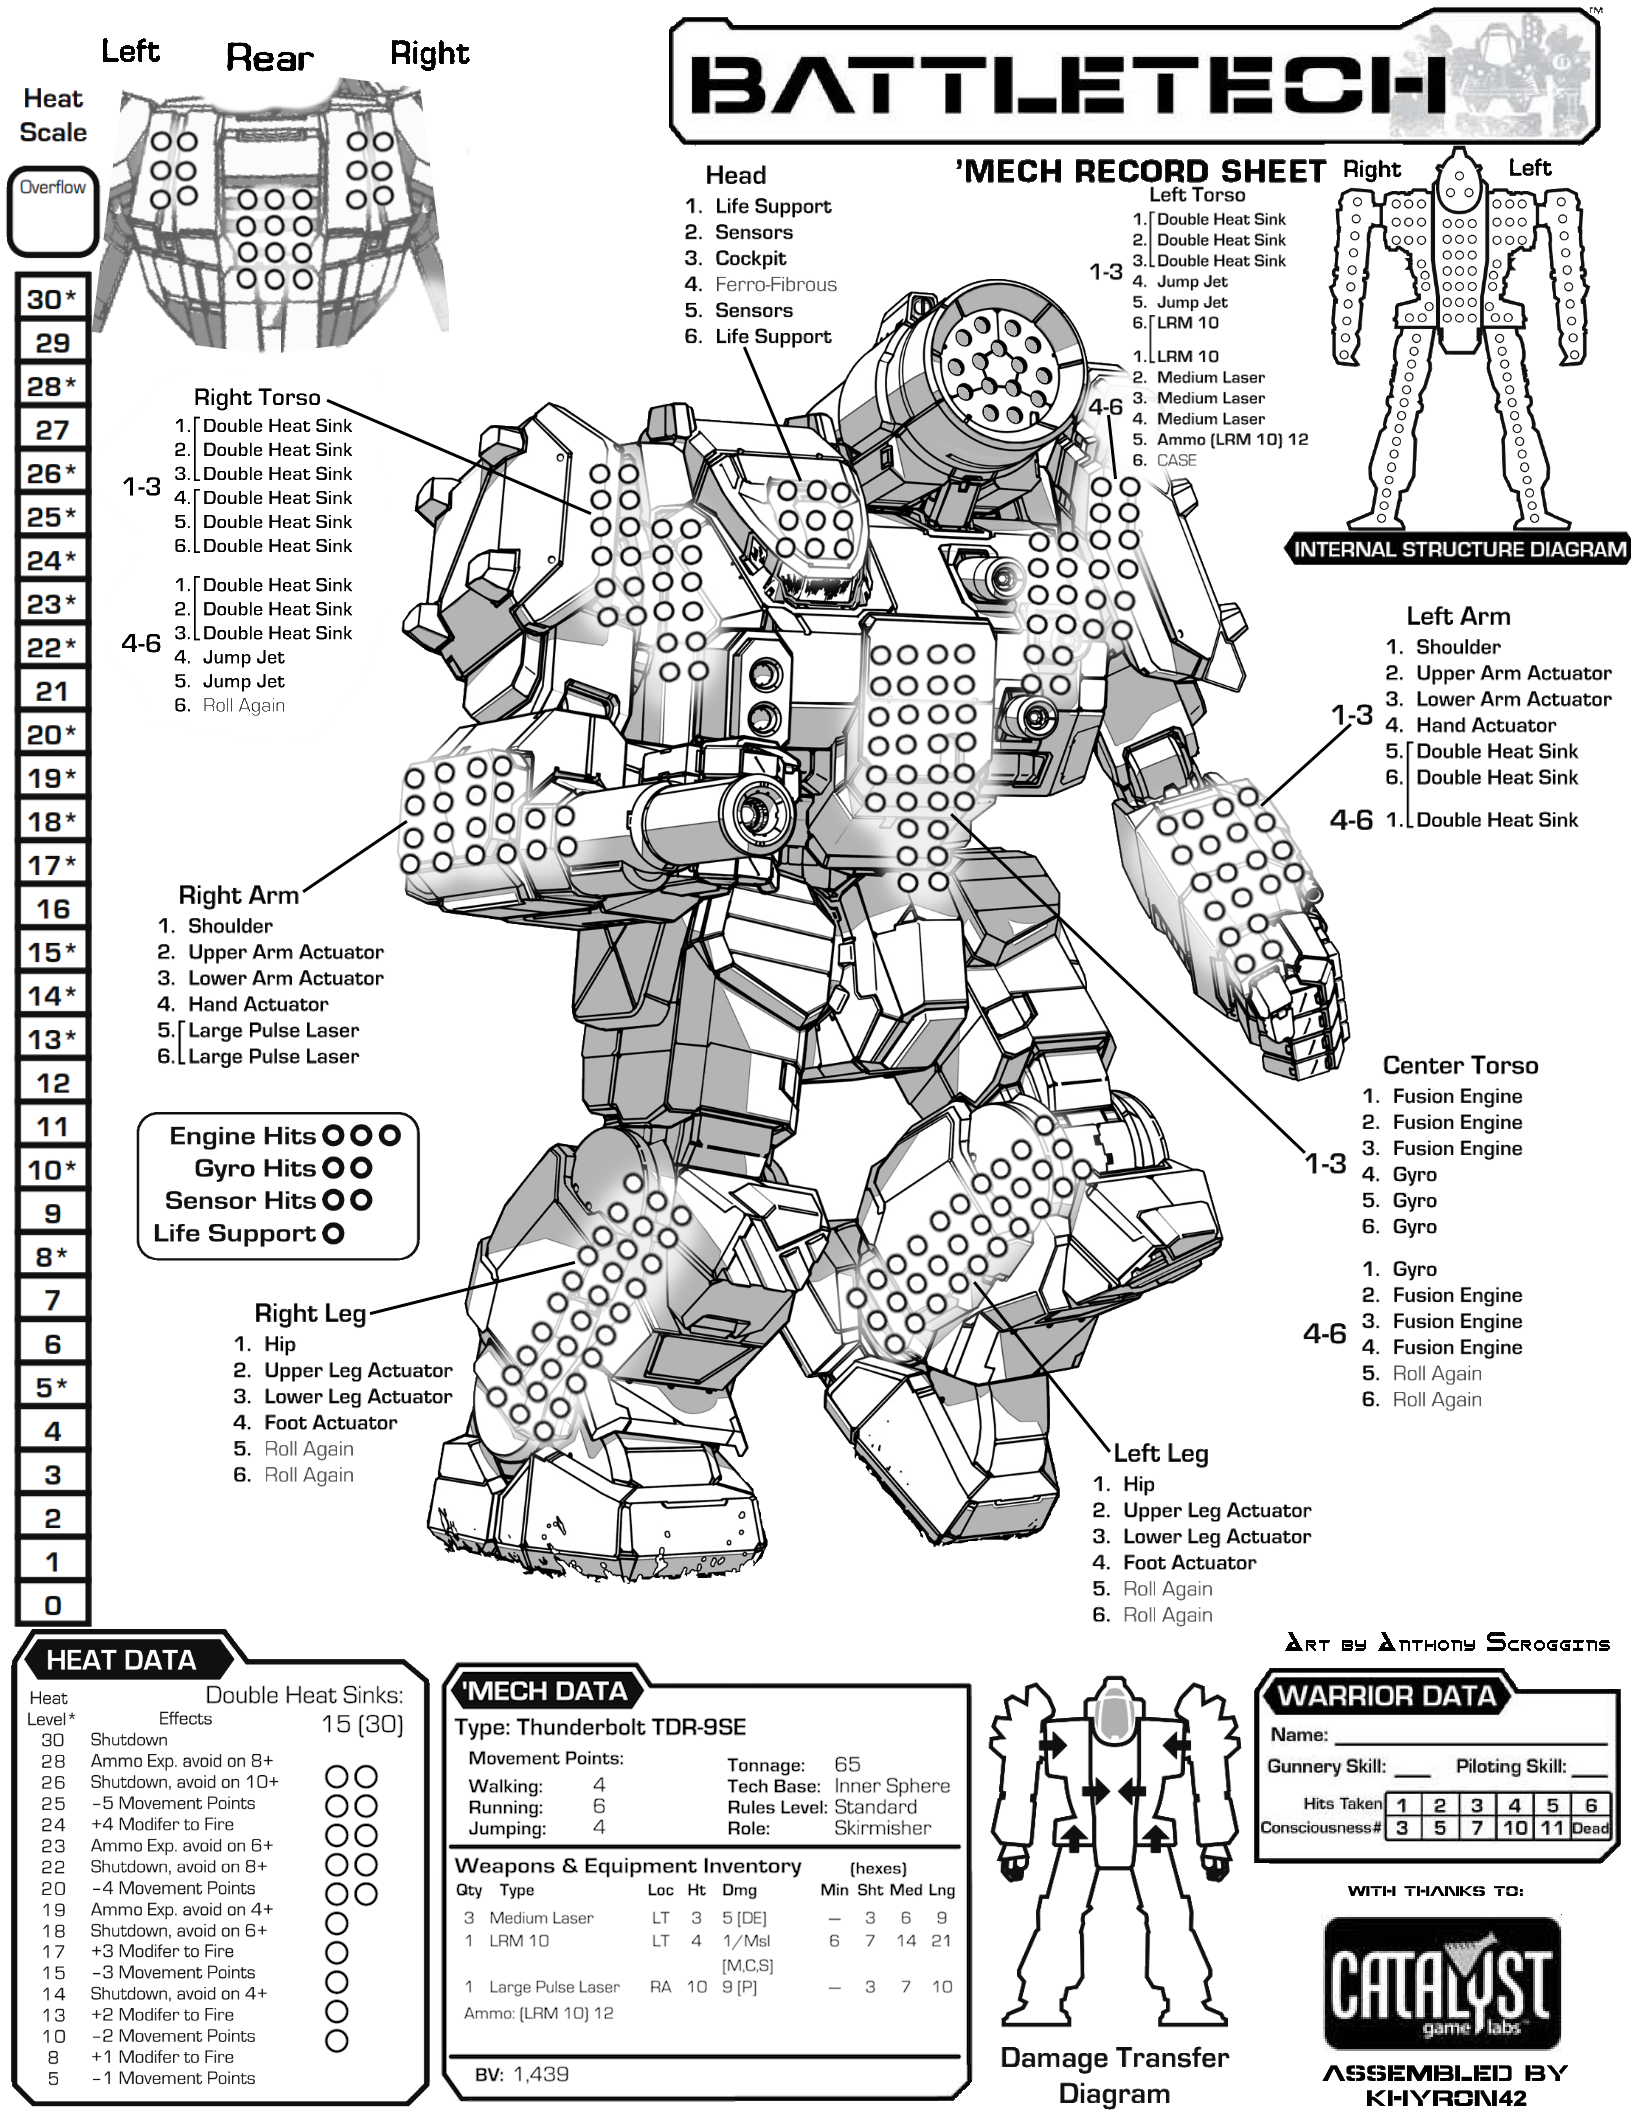 Left Rear Right
Heat
Scale
Overflow
30*
29
28*
27
26*
25*
24*
23*
22*
21
20*
19*
18*
17*
16
15*
14*
13*
12
11
10*
9
8*
7
6
5*
4
3
2
1
0
BATTLETECH
TM
'MECH RECORD SHEET
Head
1. Life Support
2. Sensors
3. Cockpit
4. Ferro-Fibrous
5. Sensors
6. Life Support
Left Torso
1-3
1. Double Heat Sink
2. Double Heat Sink
3. Double Heat Sink
4. Jump Jet
5. Jump Jet
6. LRM 10
4-6
1. LRM 10
2. Medium Laser
3. Medium Laser
4. Medium Laser
5. Ammo (LRM 10) 12
6. CASE
Right Left
INTERNAL STRUCTURE DIAGRAM
Right Torso
1-3
1. Double Heat Sink
2. Double Heat Sink
3. Double Heat Sink
4. Double Heat Sink
5. Double Heat Sink
6. Double Heat Sink
4-6
1. Double Heat Sink
2. Double Heat Sink
3. Double Heat Sink
4. Jump Jet
5. Jump Jet
6. Roll Again
Left Arm
1-3
1. Shoulder
2. Upper Arm Actuator
3. Lower Arm Actuator
4. Hand Actuator
5. Double Heat Sink
6. Double Heat Sink
4-6 1. Double Heat Sink
Right Arm
1. Shoulder
2. Upper Arm Actuator
3. Lower Arm Actuator
4. Hand Actuator
5. Large Pulse Laser
6. Large Pulse Laser
Engine Hits
Gyro Hits
Sensor Hits
Life Support
Center Torso
1-3
1. Fusion Engine
2. Fusion Engine
3. Fusion Engine
4. Gyro
5. Gyro
6. Gyro
4-6
1. Gyro
2. Fusion Engine
3. Fusion Engine
4. Fusion Engine
5. Roll Again
6. Roll Again
Right Leg
1. Hip
2. Upper Leg Actuator
3. Lower Leg Actuator
4. Foot Actuator
5. Roll Again
6. Roll Again
Left Leg
1. Hip
2. Upper Leg Actuator
3. Lower Leg Actuator
4. Foot Actuator
5. Roll Again
6. Roll Again
Art by Anthony Scroggins
HEAT DATA
Heat Level* Effects
Double Heat Sinks:
15 (30)
30 Shutdown
28 Ammo Exp. avoid on 8+
26 Shutdown, avoid on 10+
25 -5 Movement Points
24 +4 Modifer to Fire
23 Ammo Exp. avoid on 6+
22 Shutdown, avoid on 8+
20 -4 Movement Points
19 Ammo Exp. avoid on 4+
18 Shutdown, avoid on 6+
17 +3 Modifer to Fire
15 -3 Movement Points
14 Shutdown, avoid on 4+
13 +2 Modifer to Fire
10 -2 Movement Points
8 +1 Modifer to Fire
5 -1 Movement Points
'MECH DATA
Type: Thunderbolt TDR-9SE
Movement Points:
Walking: 4
Running: 6
Jumping: 4
Tonnage: 65
Tech Base: Inner Sphere
Rules Level: Standard
Role: Skirmisher
Weapons & Equipment Inventory (hexes)
Qty Type Loc Ht Dmg Min Sht Med Lng
3 Medium Laser LT 3 5 [DE] — 3 6 9
1 LRM 10 LT 4 1/Msl 6 7 14 21
[M,C,S]
1 Large Pulse Laser RA 10 9 [P] — 3 7 10
Ammo: (LRM 10) 12
BV: 1,439
Damage Transfer
Diagram
WARRIOR DATA
Name:
Gunnery Skill: Piloting Skill:
Hits Taken 1 2 3 4 5 6
Consciousness# 3 5 7 10 11 Dead
WITH THANKS TO:
CATALYST
game labs
ASSEMBLED BY
KHYRON42